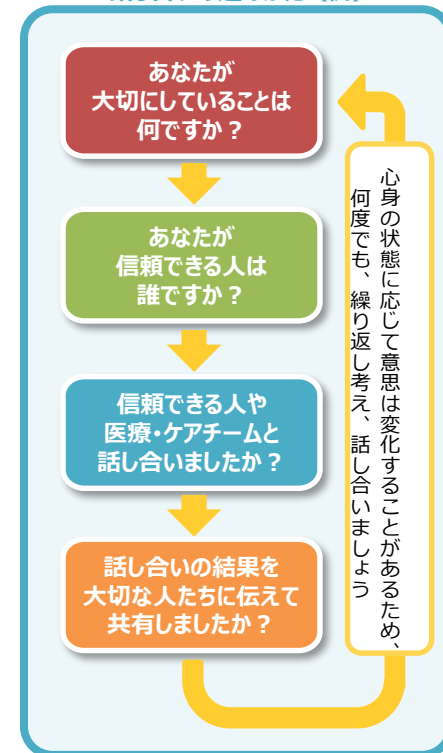 あなたが
大切にしていることは
何ですか？
あなたが
信頼できる人は
誰ですか？
信頼できる人や
医療・ケアチームと
話し合いましたか？
話し合いの結果を
大切な人たちに伝えて
共有しましたか？
心身の状態に応じて意思は変化することがあるため、
何度でも、繰り返し考え、話し合いましょう